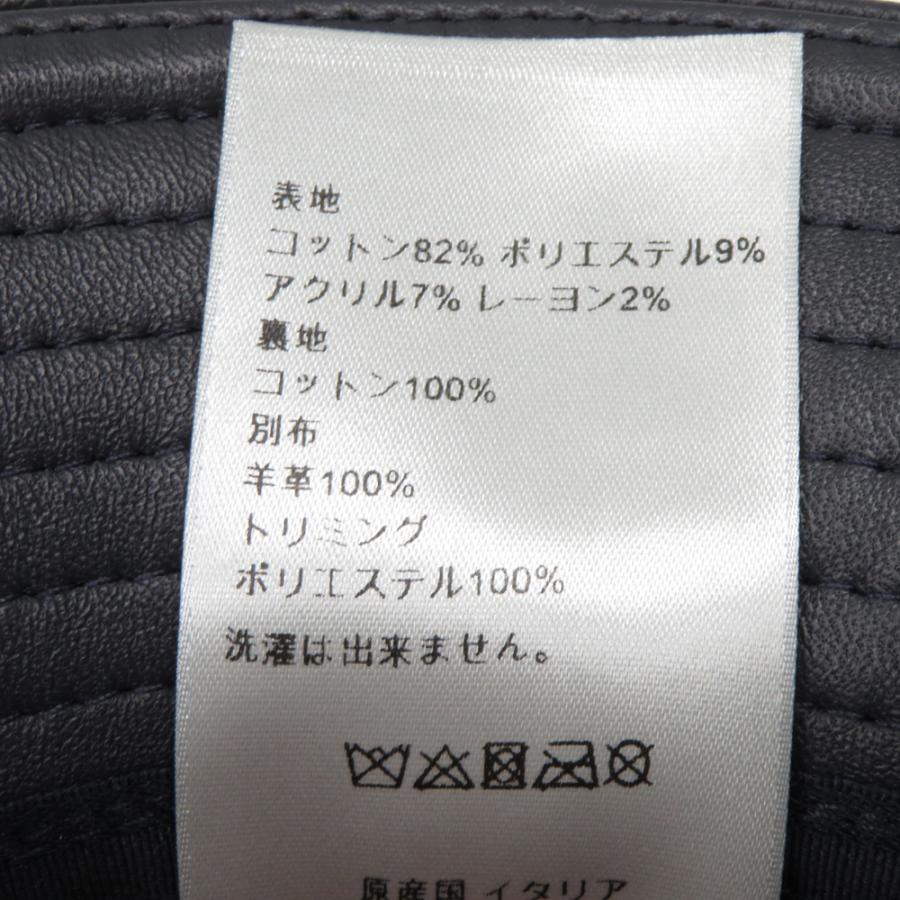 表地
コットン82% ポリエステル9%
アクリル7% レーヨン2%
裏地
コットン100%
別布
羊革100%
トリミング
ポリエステル100%
洗濯は出来ません。
原産国 イタリア